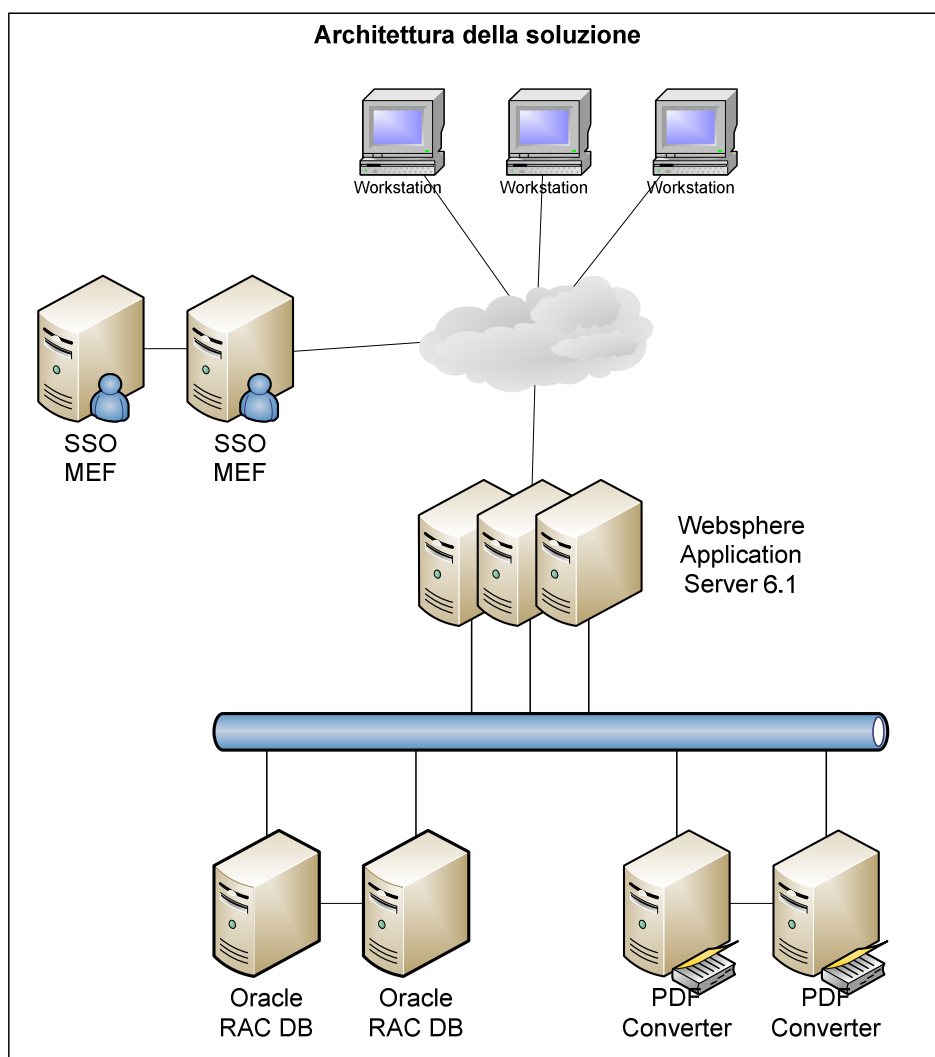 Architettura della soluzione
Workstation
Workstation
Workstation
SSO
MEF
SSO
MEF
Websphere
Application
Server 6.1
Oracle
RAC DB
Oracle
RAC DB
PDF
Converter
PDF
Converter